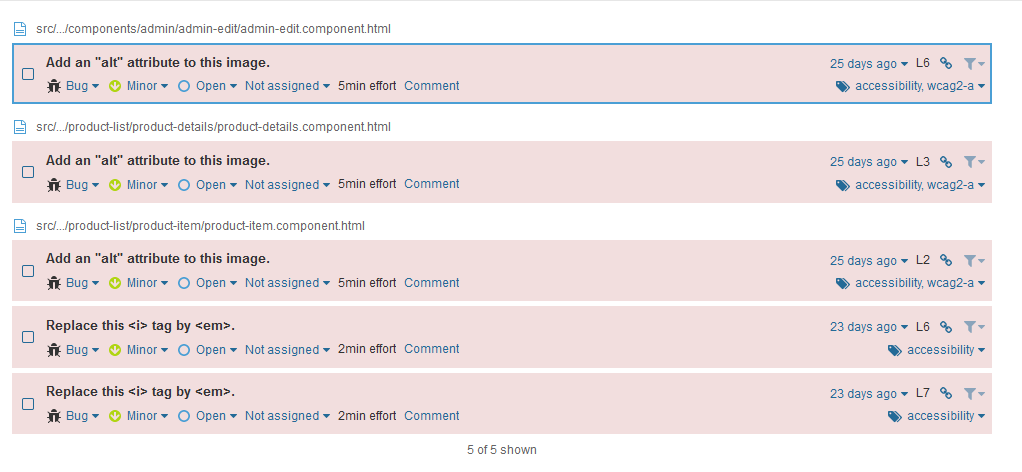 src/.../components/admin/admin-edit/admin-edit.component.html
Add an "alt" attribute to this image. 25 days ago L6
Bug Minor Open Not assigned 5min effort Comment accessibility, wcag2-a
src/.../product-list/product-details/product-details.component.html
Add an "alt" attribute to this image. 25 days ago L3
Bug Minor Open Not assigned 5min effort Comment accessibility, wcag2-a
src/.../product-list/product-item/product-item.component.html
Add an "alt" attribute to this image. 25 days ago L2
Bug Minor Open Not assigned 5min effort Comment accessibility, wcag2-a
Replace this <i> tag by <em>. 23 days ago L6
Bug Minor Open Not assigned 2min effort Comment accessibility
Replace this <i> tag by <em>. 23 days ago L7
Bug Minor Open Not assigned 2min effort Comment accessibility
5 of 5 shown